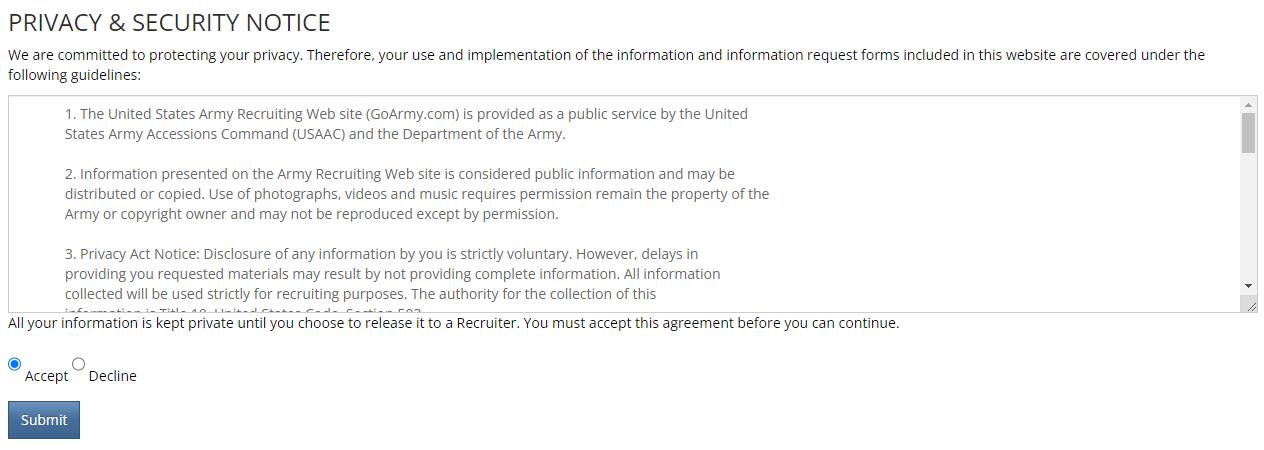 PRIVACY & SECURITY NOTICE
We are committed to protecting your privacy. Therefore, your use and implementation of the information and information request forms included in this website are covered under the
following guidelines:
1. The United States Army Recruiting Web site (GoArmy.com) is provided as a public service by the United
States Army Accessions Command (USAAC) and the Department of the Army.
2. Information presented on the Army Recruiting Web site is considered public information and may be
distributed or copied. Use of photographs, videos and music requires permission remain the property of the
Army or copyright owner and may not be reproduced except by permission.
3. Privacy Act Notice: Disclosure of any information by you is strictly voluntary. However, delays in
providing you requested materials may result by not providing complete information. All information
collected will be used strictly for recruiting purposes. The authority for the collection of this
information is Title 10, United States Code, Section 503
All your information is kept private until you choose to release it to a Recruiter. You must accept this agreement before you can continue.
Accept Decline
Submit